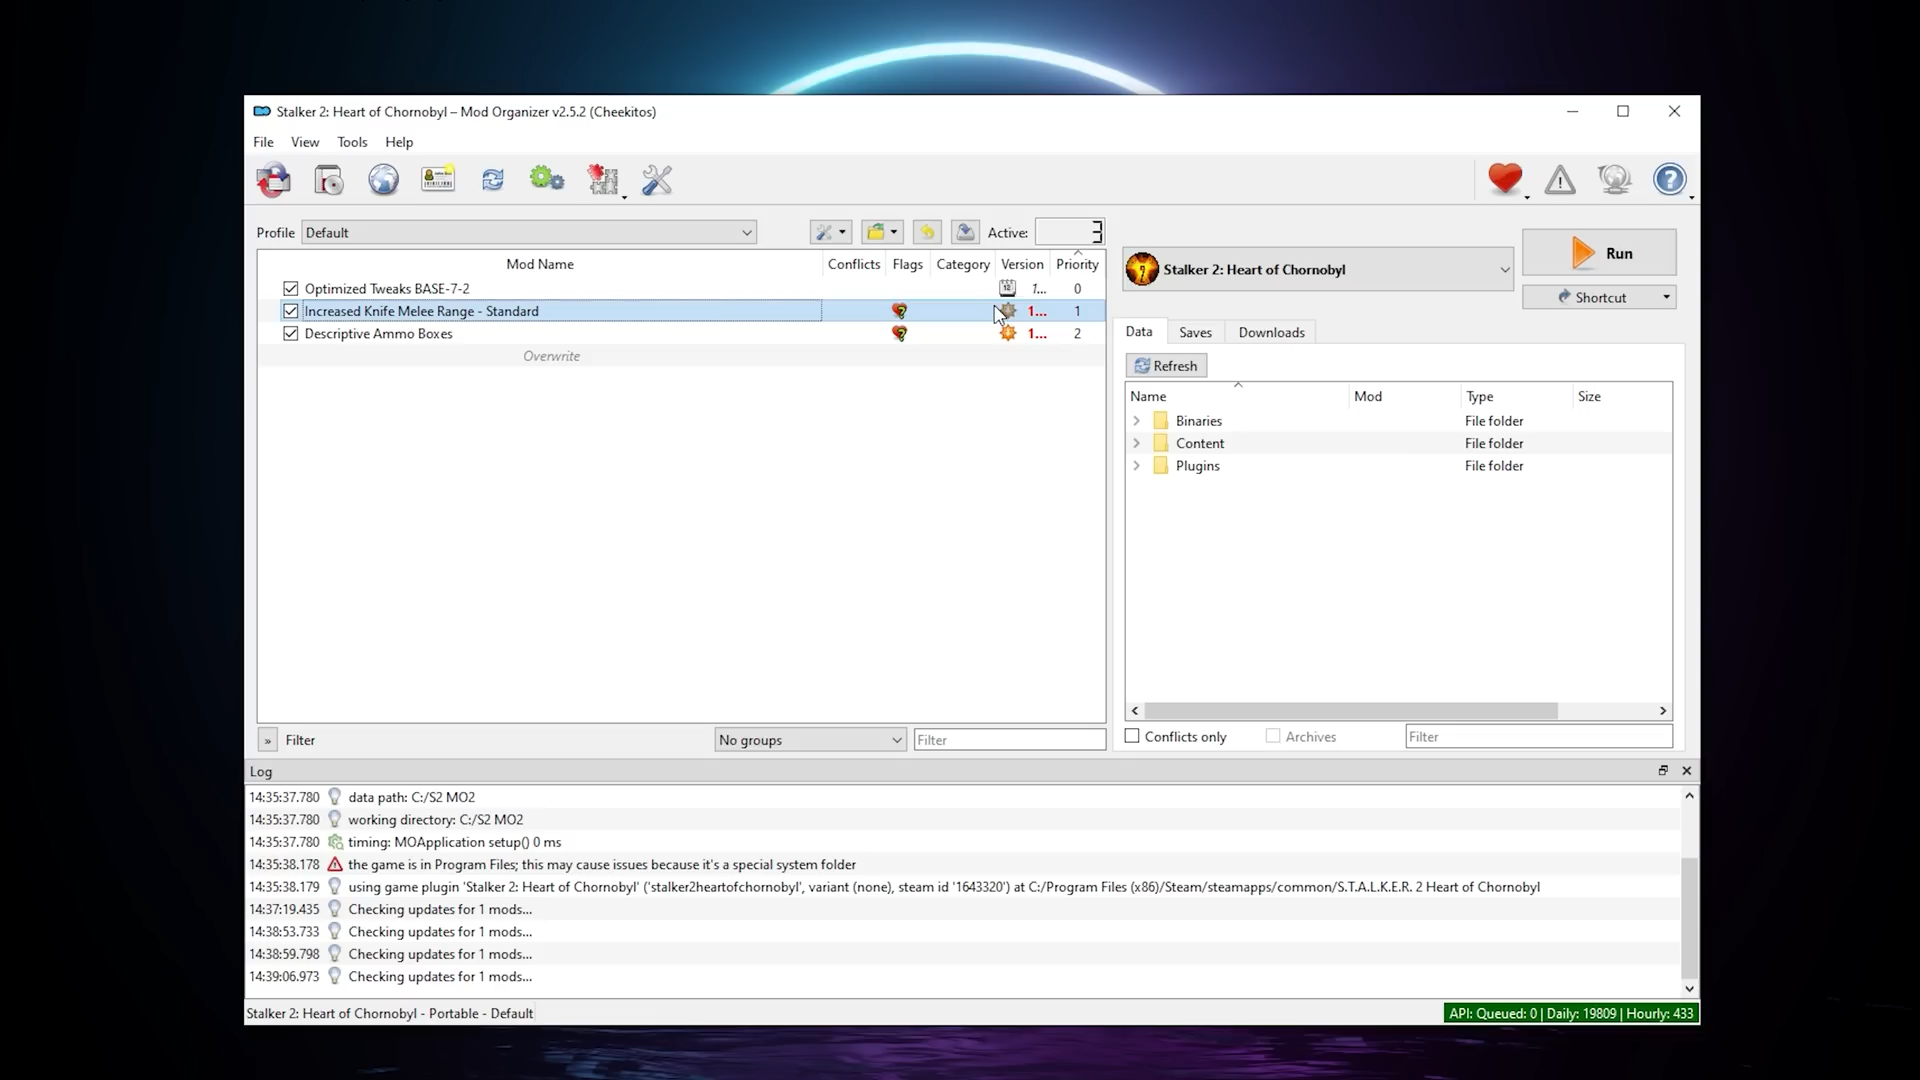 Stalker 2: Heart of Chornobyl – Mod Organizer v2.5.2 (Cheekitos)
File View Tools Help
Profile Default Active: 3
Mod Name Conflicts Flags Category Version Priority
Optimized Tweaks BASE-7-2 1... 0
Increased Knife Melee Range - Standard 1... 1
Descriptive Ammo Boxes 1... 2
Overwrite
» Filter No groups Filter
Stalker 2: Heart of Chornobyl
Run
Shortcut
Data Saves Downloads
Refresh
Name Mod Type Size
Binaries File folder
Content File folder
Plugins File folder
Conflicts only Archives Filter
Log
14:35:37.780 data path: C:/S2 MO2
14:35:37.780 working directory: C:/S2 MO2
14:35:37.780 timing: MOApplication setup() 0 ms
14:35:38.178 the game is in Program Files; this may cause issues because it's a special system folder
14:35:38.179 using game plugin 'Stalker 2: Heart of Chornobyl' ('stalker2heartofchornobyl', variant (none), steam id '1643320') at C:/Program Files (x86)/Steam/steamapps/common/S.T.A.L.K.E.R. 2 Heart of Chornobyl
14:37:19.435 Checking updates for 1 mods...
14:38:53.733 Checking updates for 1 mods...
14:38:59.798 Checking updates for 1 mods...
14:39:06.973 Checking updates for 1 mods...
Stalker 2: Heart of Chornobyl - Portable - Default
API: Queued: 0 | Daily: 19809 | Hourly: 433